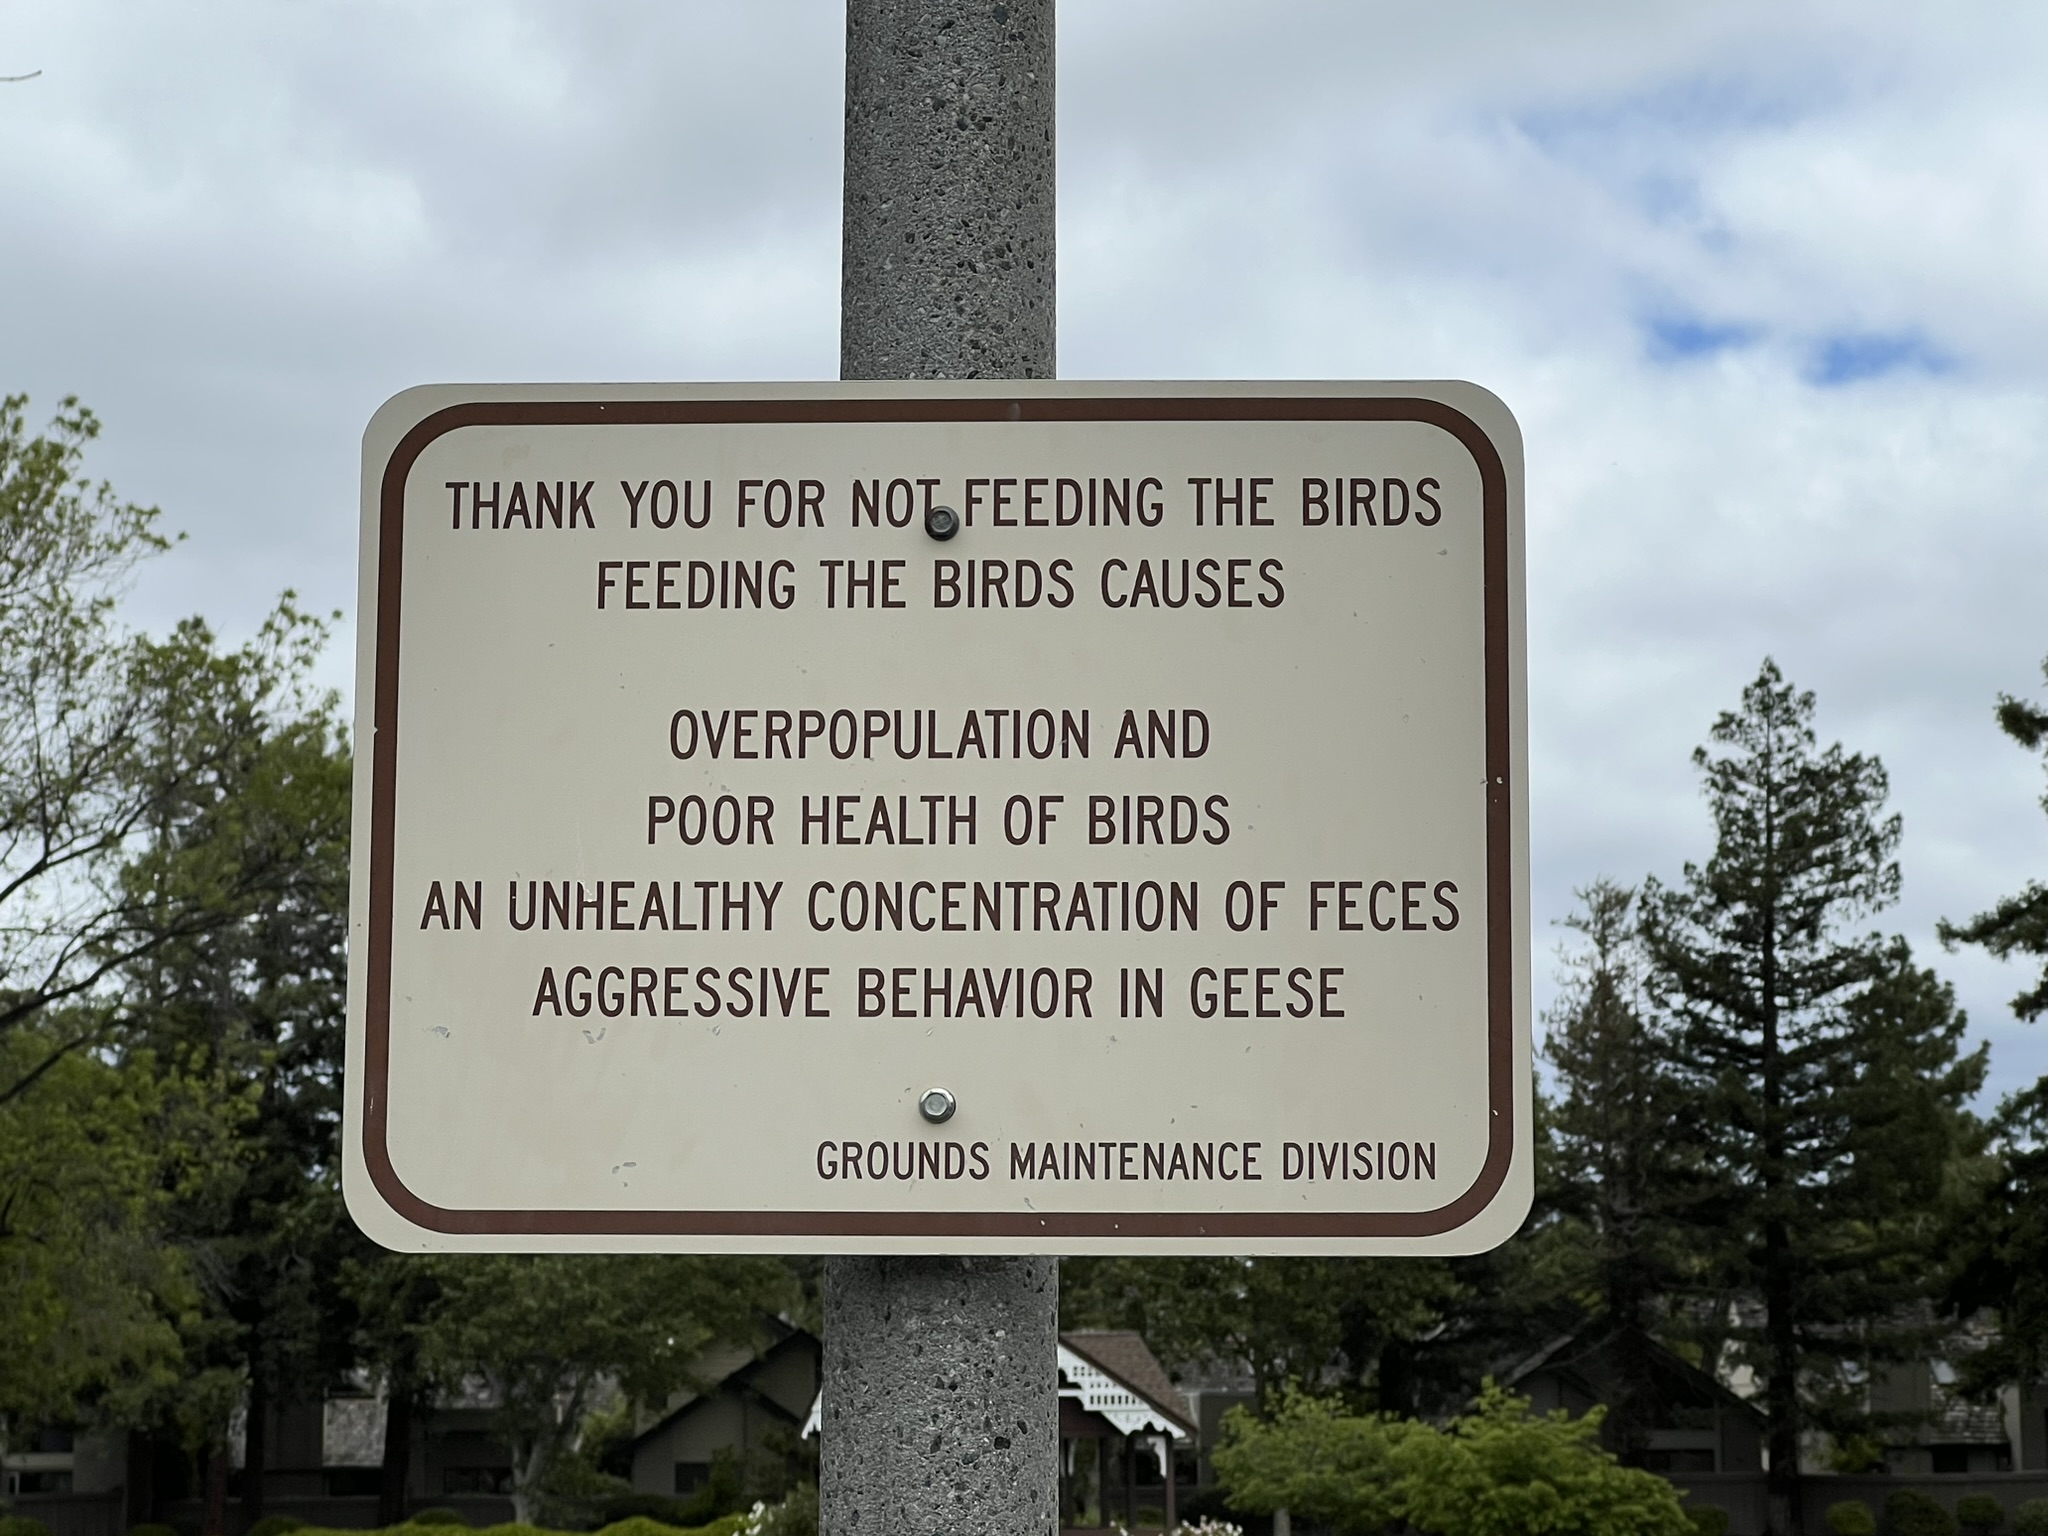 THANK YOU FOR NOT FEEDING THE BIRDS
FEEDING THE BIRDS CAUSES
OVERPOPULATION AND
POOR HEALTH OF BIRDS
AN UNHEALTHY CONCENTRATION OF FECES
AGGRESSIVE BEHAVIOR IN GEESE
GROUNDS MAINTENANCE DIVISION